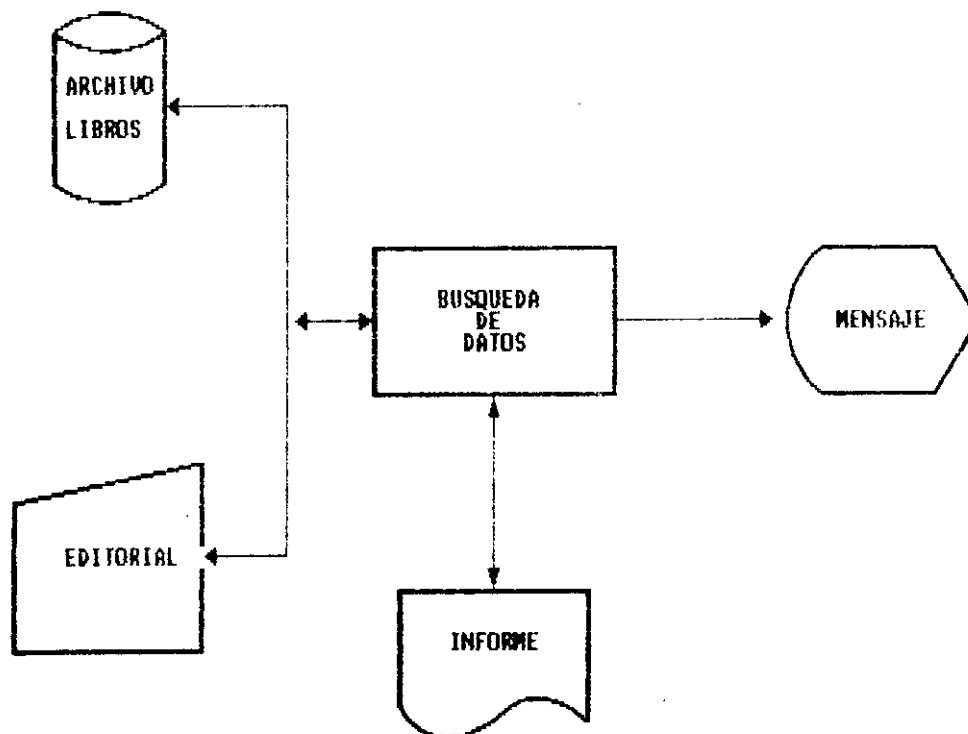 ARCHIVO
LIBROS
BUSQUEDA
DE
DATOS
MENSAJE
EDITORIAL
INFORME